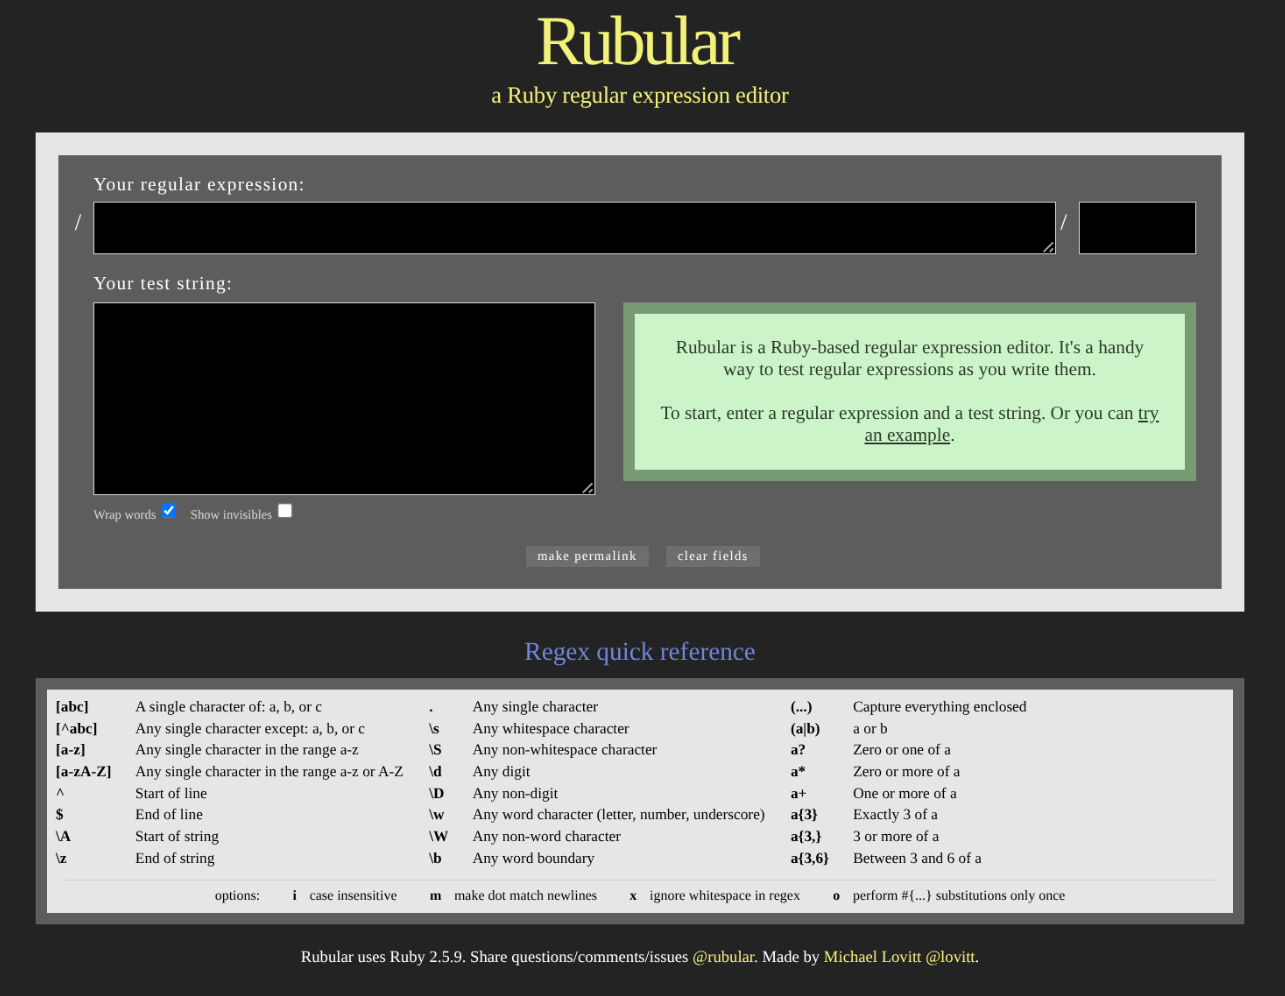 Rubular
a Ruby regular expression editor
Your regular expression:
/ /
Your test string:
Rubular is a Ruby-based regular expression editor. It's a handy
way to test regular expressions as you write them.
To start, enter a regular expression and a test string. Or you can try
an example.
Wrap words Show invisibles
make permalink clear fields
Regex quick reference
[abc] A single character of: a, b, or c . Any single character (...) Capture everything enclosed
[^abc] Any single character except: a, b, or c \s Any whitespace character (a|b) a or b
[a-z] Any single character in the range a-z \S Any non-whitespace character a? Zero or one of a
[a-zA-Z] Any single character in the range a-z or A-Z \d Any digit a* Zero or more of a
^ Start of line \D Any non-digit a+ One or more of a
$ End of line \w Any word character (letter, number, underscore) a{3} Exactly 3 of a
\A Start of string \W Any non-word character a{3,} 3 or more of a
\z End of string \b Any word boundary a{3,6} Between 3 and 6 of a
options: i case insensitive m make dot match newlines x ignore whitespace in regex o perform #{...} substitutions only once
Rubular uses Ruby 2.5.9. Share questions/comments/issues @rubular. Made by Michael Lovitt @lovitt.